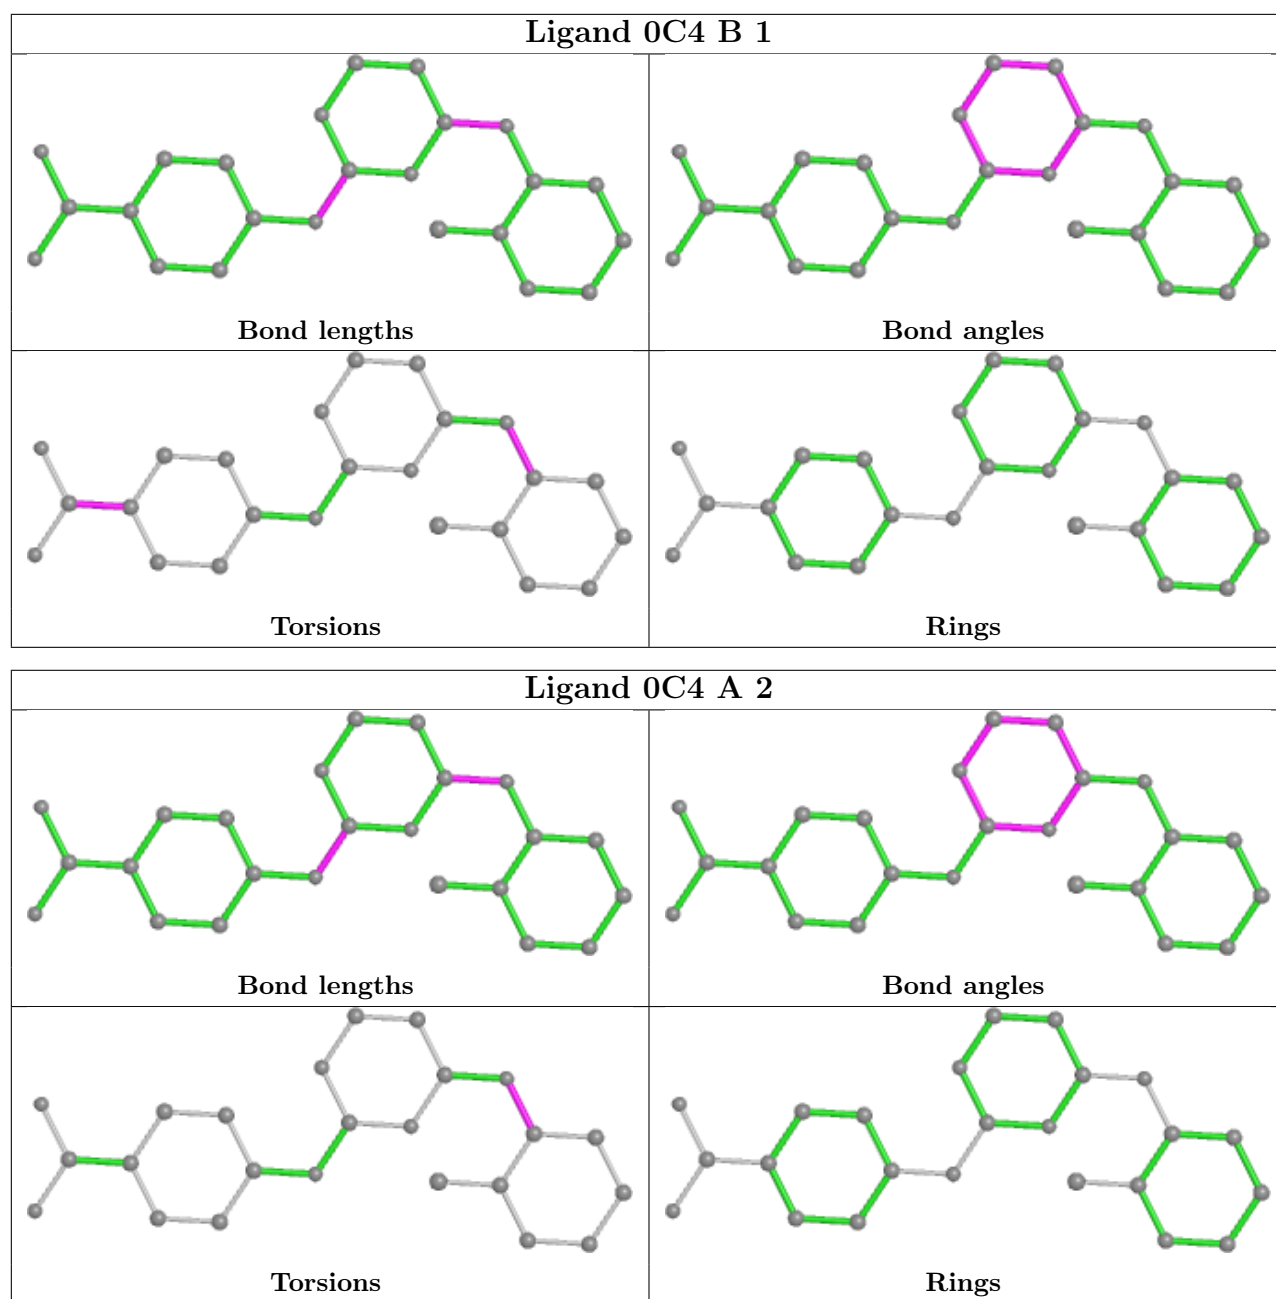 Ligand 0C4 B 1
Bond lengths
Bond angles
Torsions
Rings
Ligand 0C4 A 2
Bond lengths
Bond angles
Torsions
Rings